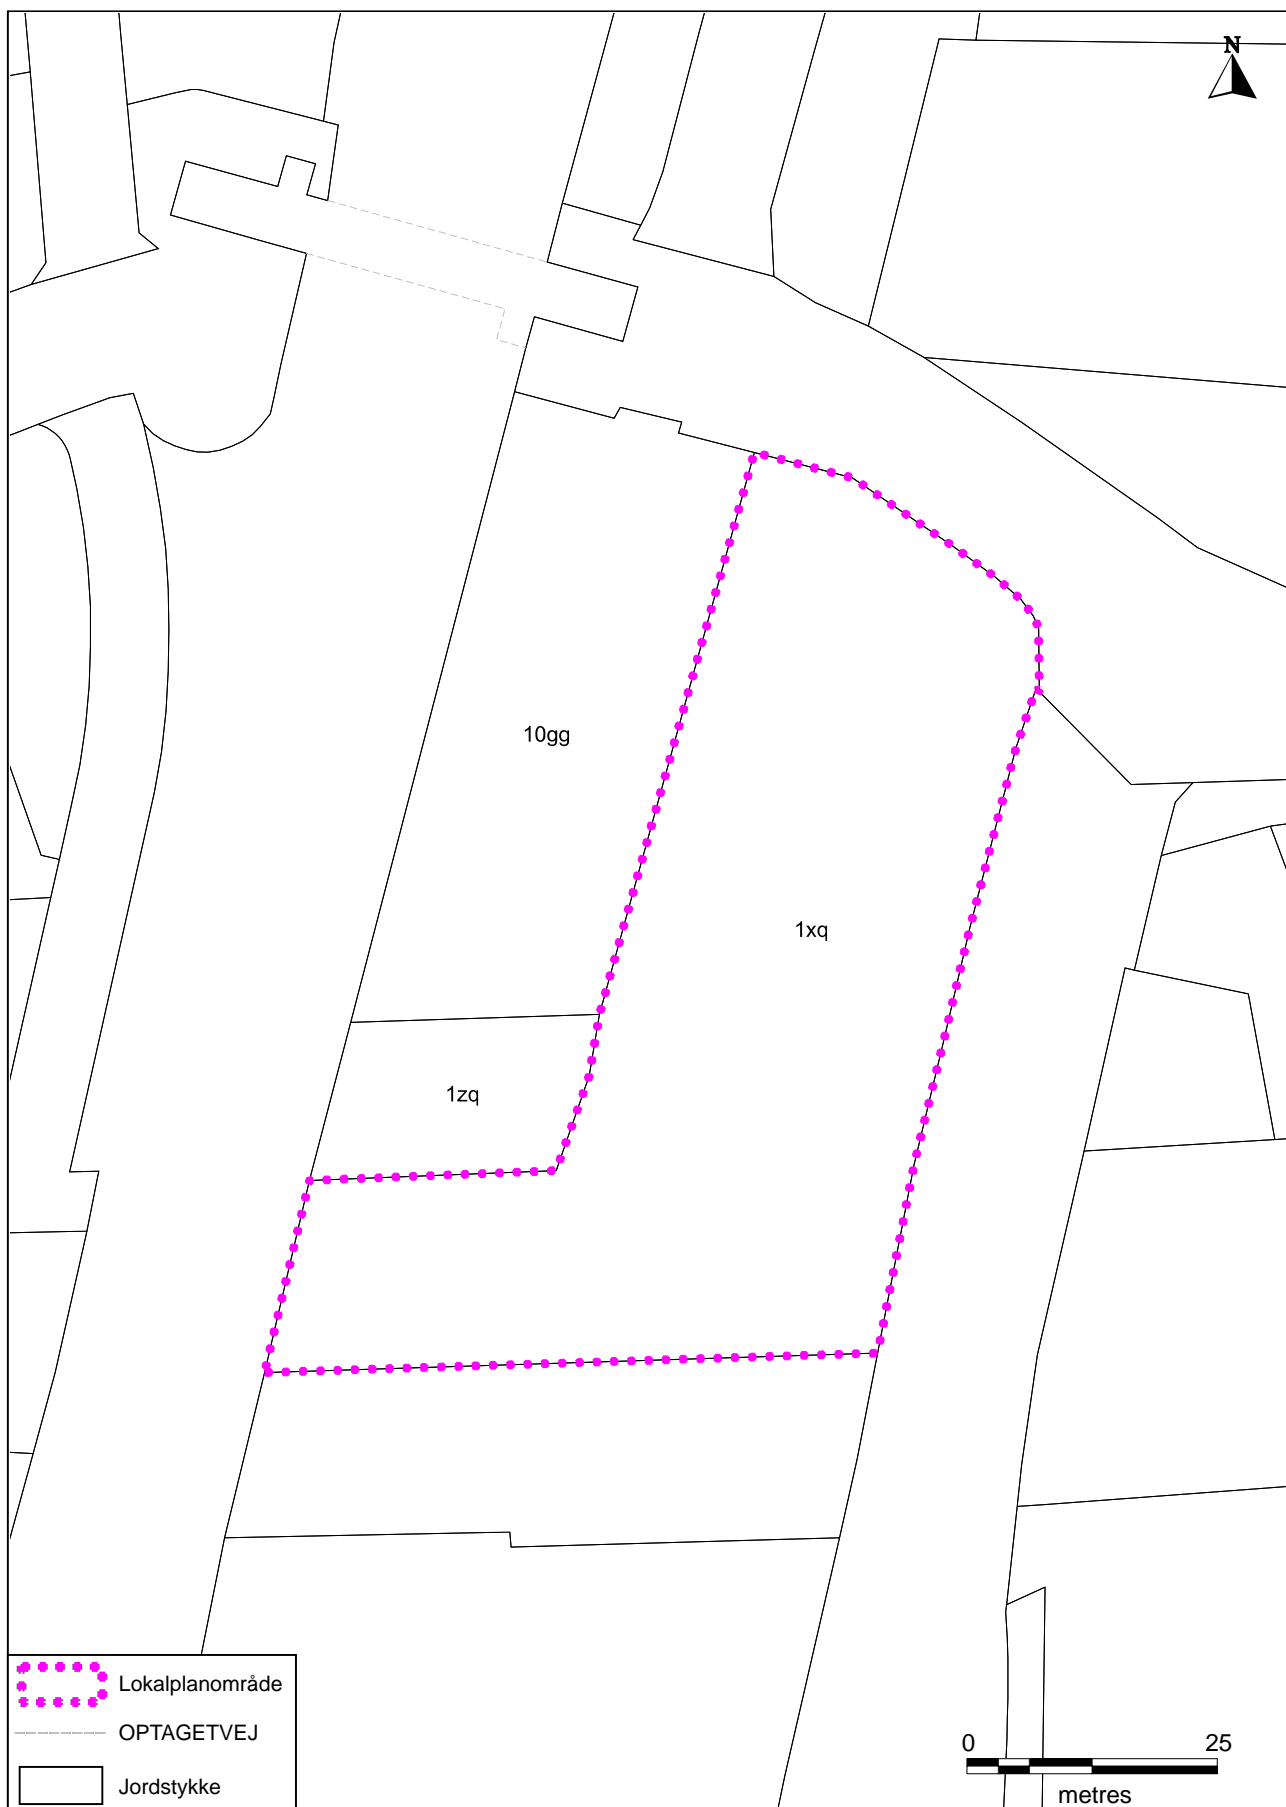 N
10gg
1xq
1zq
Lokalplanområde
OPTAGETVEJ
Jordstykke
0 25
metres